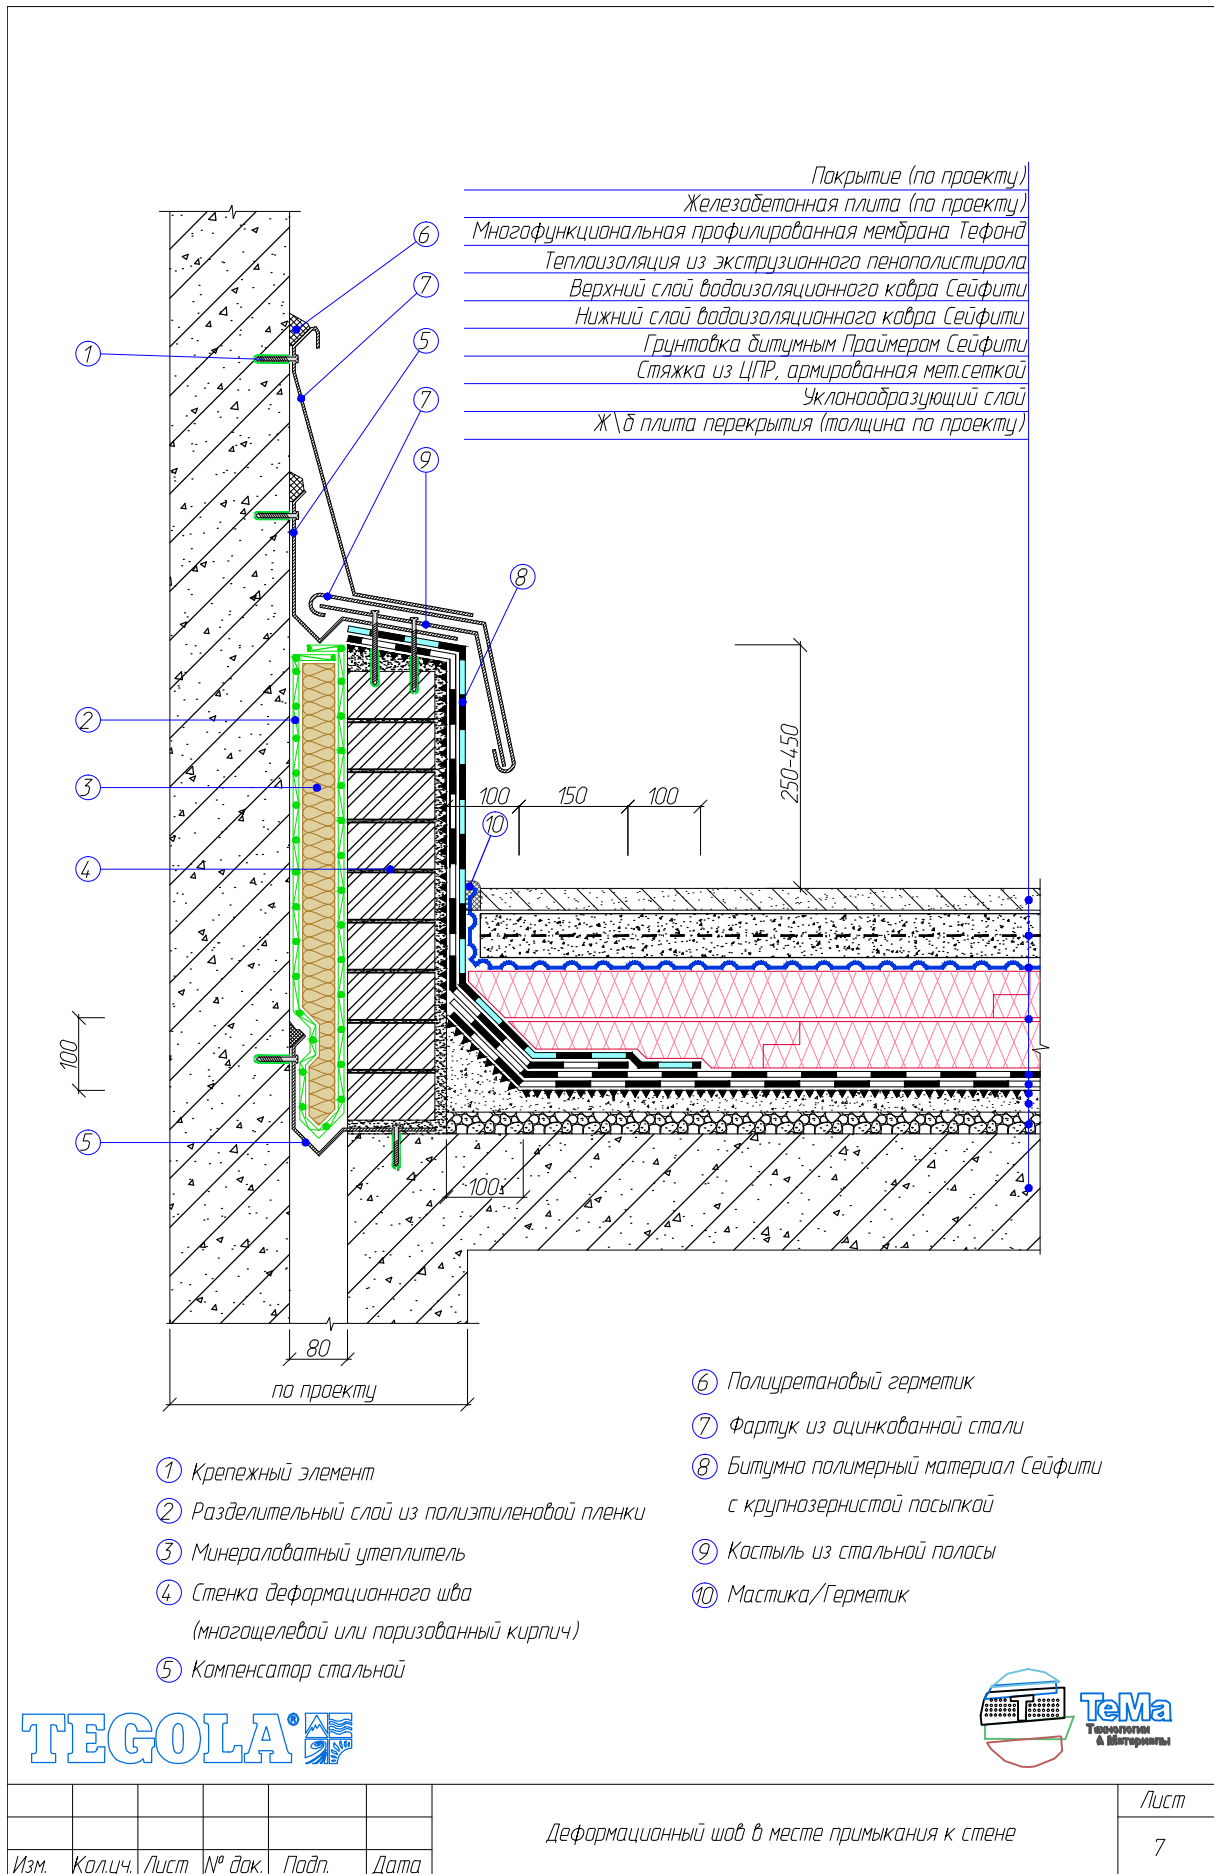 Покрытие (по проекту)
Железобетонная плита (по проекту)
Многофункциональная профилированная мембрана Тефонд
Теплоизоляция из экструзионного пенополистирола
Верхний слой водоизоляционного ковра Сейфити
Нижний слой водоизоляционного ковра Сейфити
Грунтовка битумным Праймером Сейфити
Стяжка из ЦПР, армированная мет.сеткой
Уклонообразующий слой
Ж\б плита перекрытия (толщина по проекту)
6
7
5
1
7
9
8
2
250-450
3
100 150 100
10
4
100
5
100
80
по проекту
1 Крепежный элемент
2 Разделительный слой из полиэтиленовой пленки
3 Минераловатный утеплитель
4 Стенка деформационного шва
(многощелевой или поризованный кирпич)
5 Компенсатор стальной
6 Полиуретановый герметик
7 Фартук из оцинкованной стали
8 Битумно полимерный материал Сейфити
с крупнозернистой посыпкой
9 Костыль из стальной полосы
10 Мастика/Герметик
TEGOLA®
ТеМа
Технологии
& Материалы
Деформационный шов в месте примыкания к стене
Лист
7
Изм. Кол.уч. Лист № док. Подп. Дата